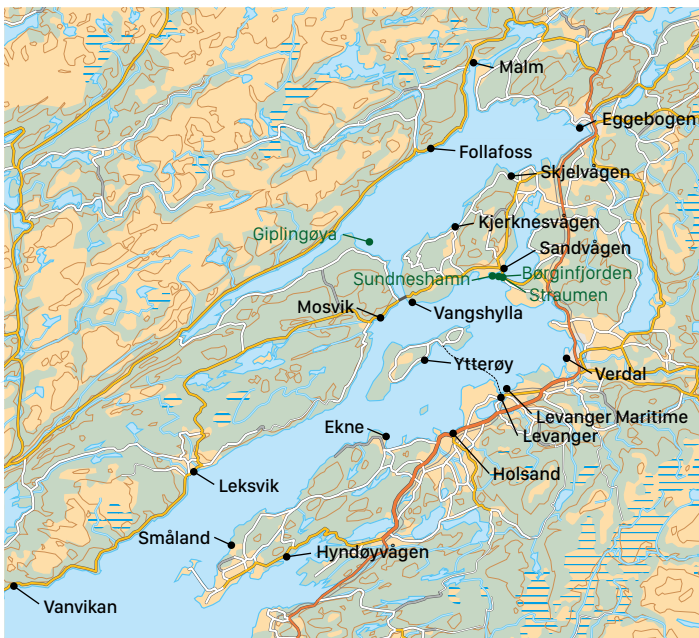 Malm
Eggebogen
Follafoss
Skjelvågen
Kjerknesvågen
Giplingøya
Sandvågen
Sundneshamn
Børginfjorden
Straumen
Mosvik
Vangshylla
Ytterøy
Verdal
Levanger Maritime
Ekne
Levanger
Holsand
Leksvik
Småland
Hyndøyvågen
Vanvikan